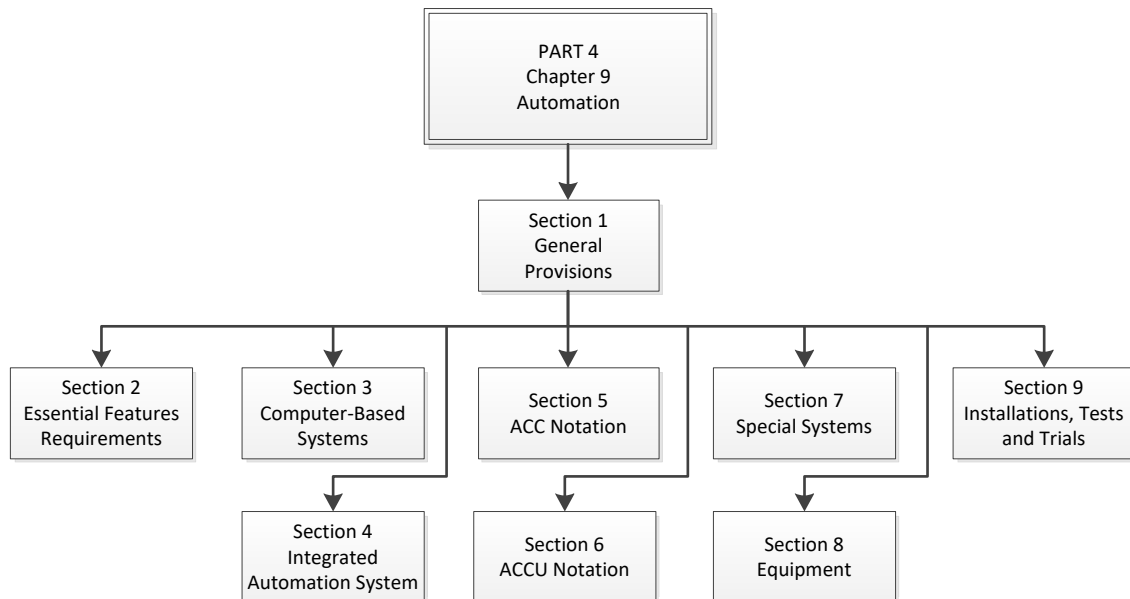 PART 4
Chapter 9
Automation
Section 1
General
Provisions
Section 2
Essential Features
Requirements
Section 3
Computer-Based
Systems
Section 5
ACC Notation
Section 7
Special Systems
Section 9
Installations, Tests
and Trials
Section 4
Integrated
Automation System
Section 6
ACCU Notation
Section 8
Equipment